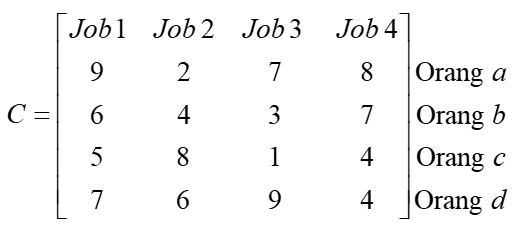 Job 1 Job 2 Job 3 Job 4
9 2 7 8 Orang a
C = 6 4 3 7 Orang b
5 8 1 4 Orang c
7 6 9 4 Orang d